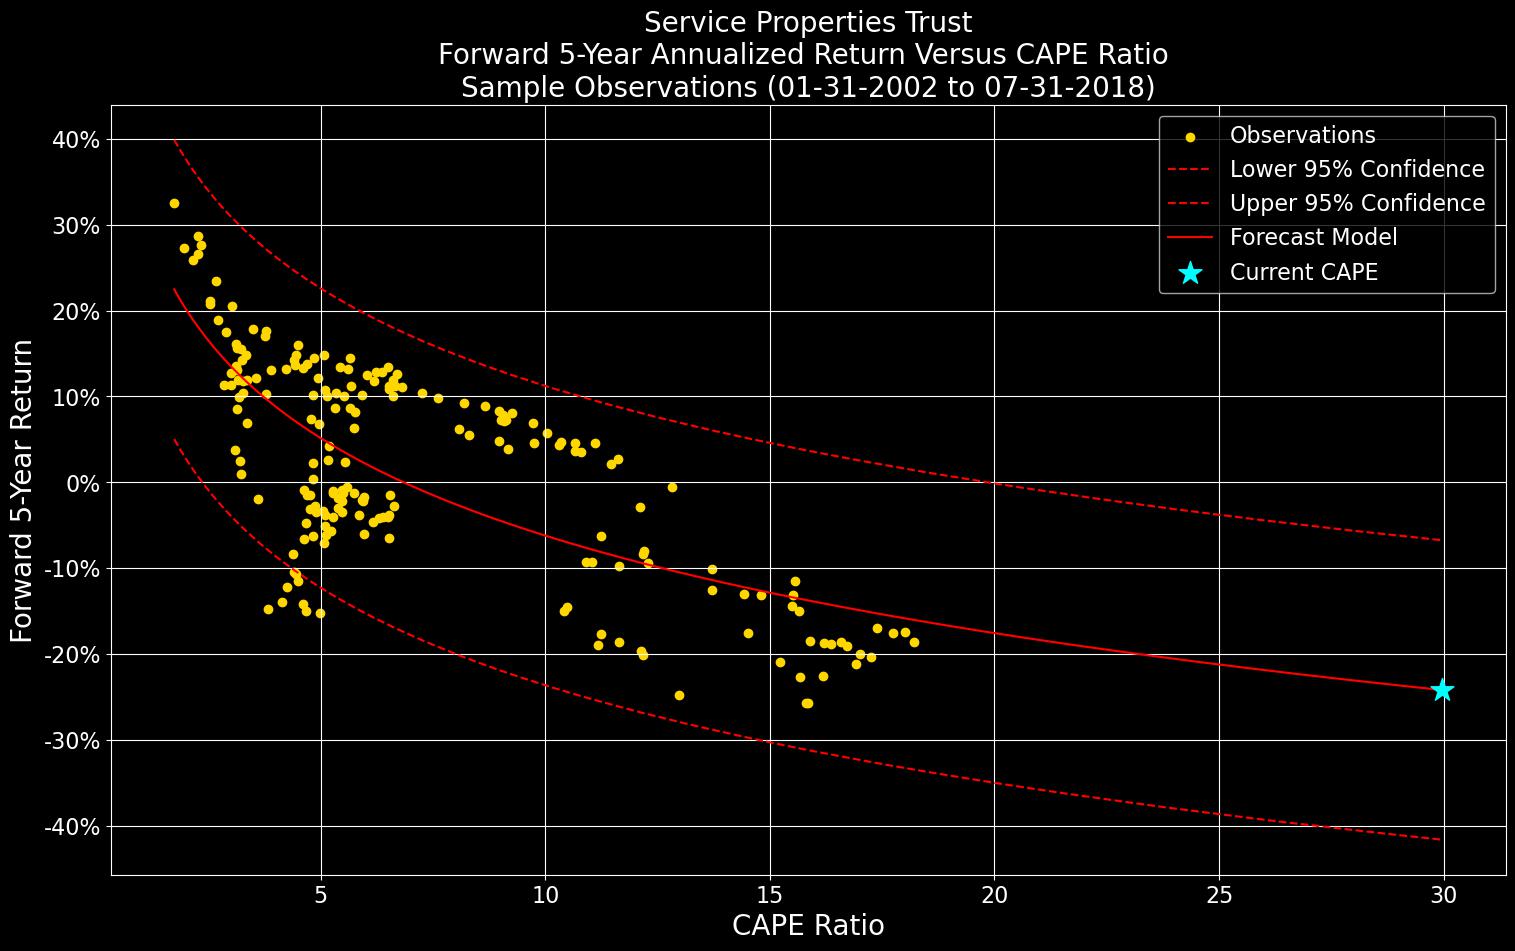 Service Properties Trust
Forward 5-Year Annualized Return Versus CAPE Ratio
Sample Observations (01-31-2002 to 07-31-2018)
Observations
Lower 95% Confidence
Upper 95% Confidence
Forecast Model
Current CAPE
Forward 5-Year Return
40%
30%
20%
10%
0%
-10%
-20%
-30%
-40%
5
10
15
20
25
30
CAPE Ratio